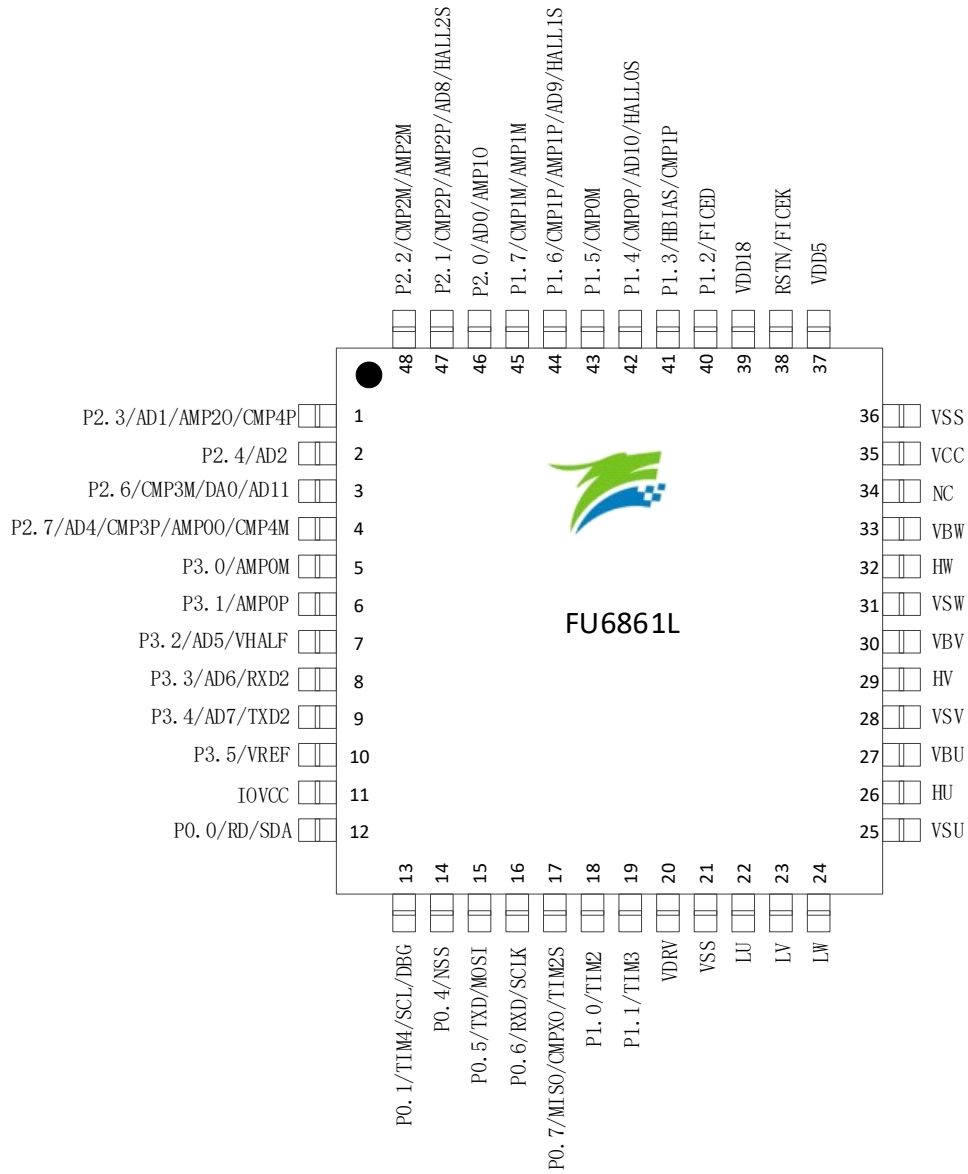 P2.2/CMP2M/AMP2M
P2.1/CMP2P/AMP2P/AD8/HALL2S
P2.0/AD0/AMP1O
P1.7/CMP1M/AMP1M
P1.6/CMP1P/AMP1P/AD9/HALL1S
P1.5/CMP0M
P1.4/CMP0P/AD10/HALL0S
P1.3/HBIAS/CMP1P
P1.2/FICED
VDD18
RSTN/FICEK
VDD5
48 47 46 45 44 43 42 41 40 39 38 37
P2.3/AD1/AMP2O/CMP4P 1
P2.4/AD2 2
P2.6/CMP3M/DA0/AD11 3
P2.7/AD4/CMP3P/AMP0O/CMP4M 4
P3.0/AMP0M 5
P3.1/AMP0P 6
P3.2/AD5/VHALF 7
P3.3/AD6/RXD2 8
P3.4/AD7/TXD2 9
P3.5/VREF 10
IOVCC 11
P0.0/RD/SDA 12
FU6861L
36 VSS
35 VCC
34 NC
33 VBW
32 HW
31 VSW
30 VBV
29 HV
28 VSV
27 VBU
26 HU
25 VSU
13 14 15 16 17 18 19 20 21 22 23 24
P0.1/TIM4/SCL/DBG
P0.4/NSS
P0.5/TXD/MOSI
P0.6/RXD/SCLK
P0.7/MISO/CMPXO/TIM2S
P1.0/TIM2
P1.1/TIM3
VDRV
VSS
LU
LV
LW